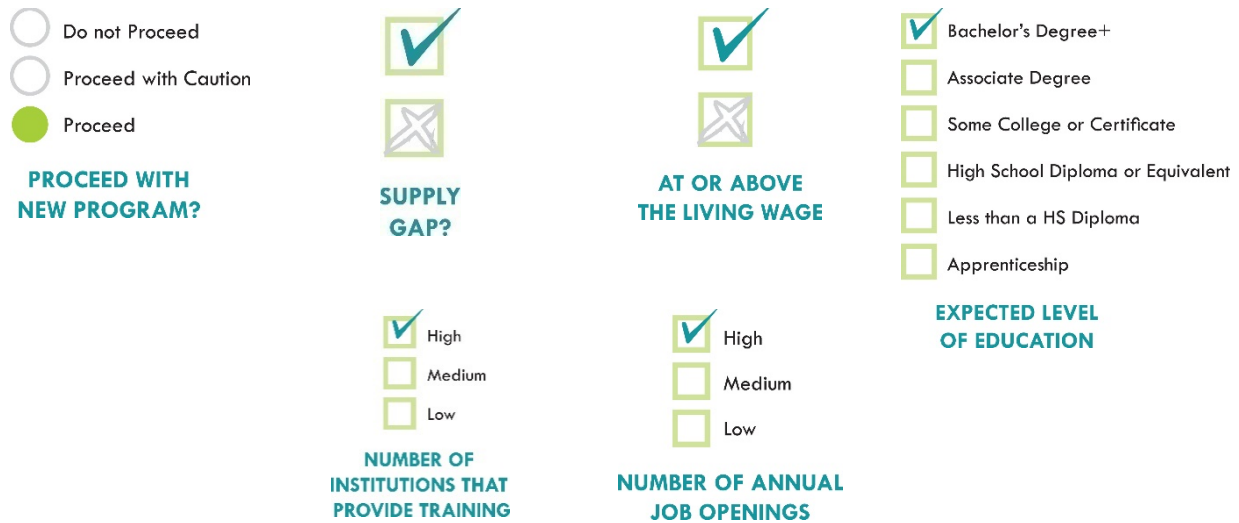 Do not Proceed
Proceed with Caution
Proceed
PROCEED WITH
NEW PROGRAM?
SUPPLY
GAP?
AT OR ABOVE
THE LIVING WAGE
Bachelor's Degree+
Associate Degree
Some College or Certificate
High School Diploma or Equivalent
Less than a HS Diploma
Apprenticeship
EXPECTED LEVEL
OF EDUCATION
High
Medium
Low
NUMBER OF
INSTITUTIONS THAT
PROVIDE TRAINING
High
Medium
Low
NUMBER OF ANNUAL
JOB OPENINGS